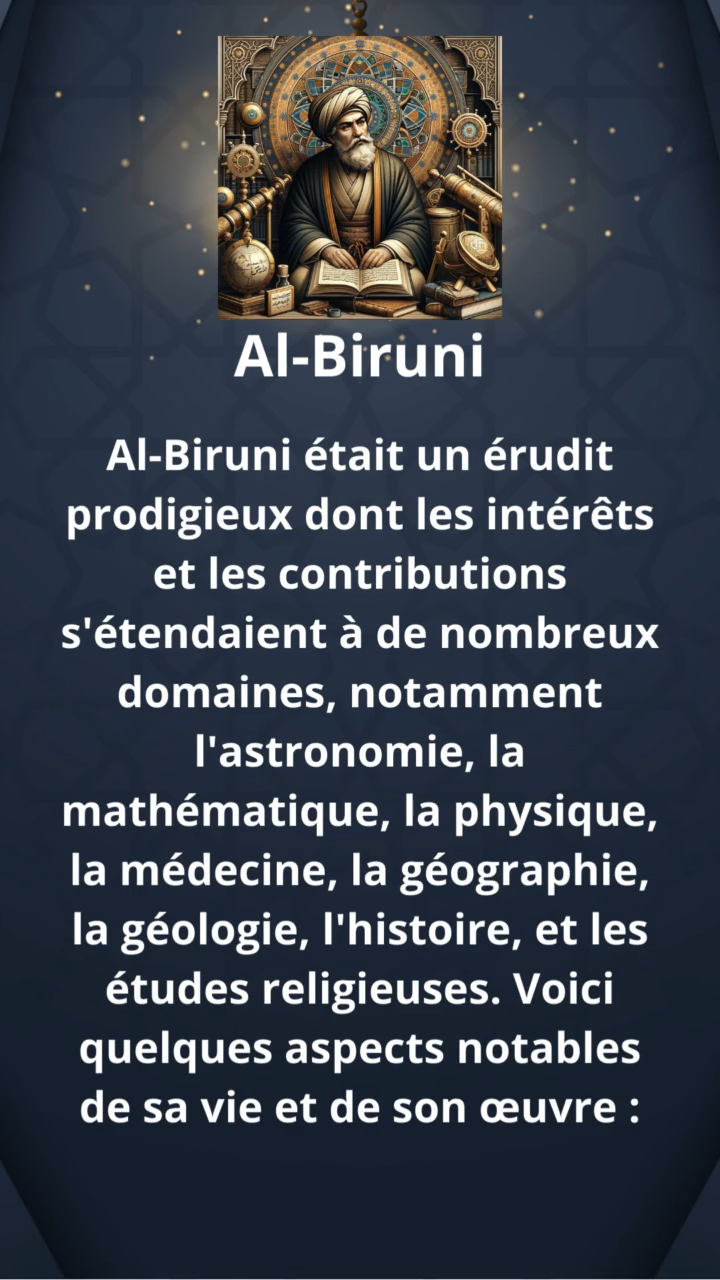 Al-Biruni
Al-Biruni était un érudit
prodigieux dont les intérêts
et les contributions
s'étendaient à de nombreux
domaines, notamment
l'astronomie, la
mathématique, la physique,
la médecine, la géographie,
la géologie, l'histoire, et les
études religieuses. Voici
quelques aspects notables
de sa vie et de son œuvre :